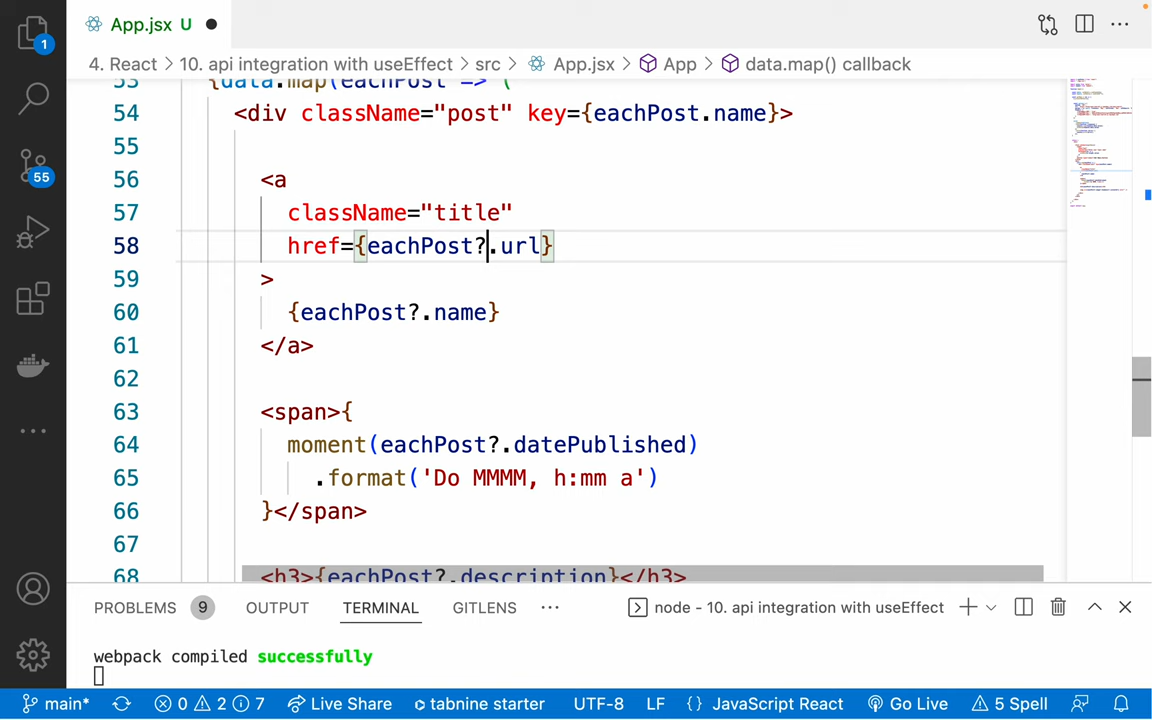 App.jsx U
4. React > 10. api integration with useEffect > src > App.jsx > App > data.map() callback
53 {data.map(eachPost => (
54 <div className="post" key={eachPost.name}>
55
56 <a
57 className="title"
58 href={eachPost?.url}
59 >
60 {eachPost?.name}
61 </a>
62
63 <span>{
64 moment(eachPost?.datePublished)
65 .format('Do MMMM, h:mm a')
66 }</span>
67
68 <h3>{eachPost?.description}</h3>
1
55
PROBLEMS 9 OUTPUT TERMINAL GITLENS node - 10. api integration with useEffect
webpack compiled successfully
main* 0 2 7 Live Share tabnine starter UTF-8 LF {} JavaScript React Go Live 5 Spell